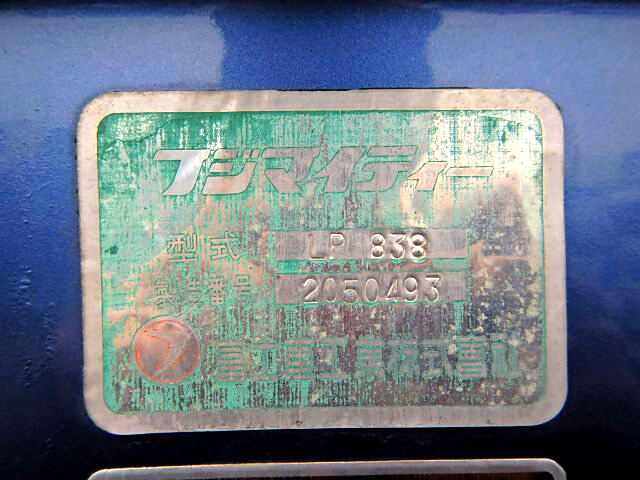 フジマイティー
型式 LP 838
製造番号 2050493
富士重工業株式会社